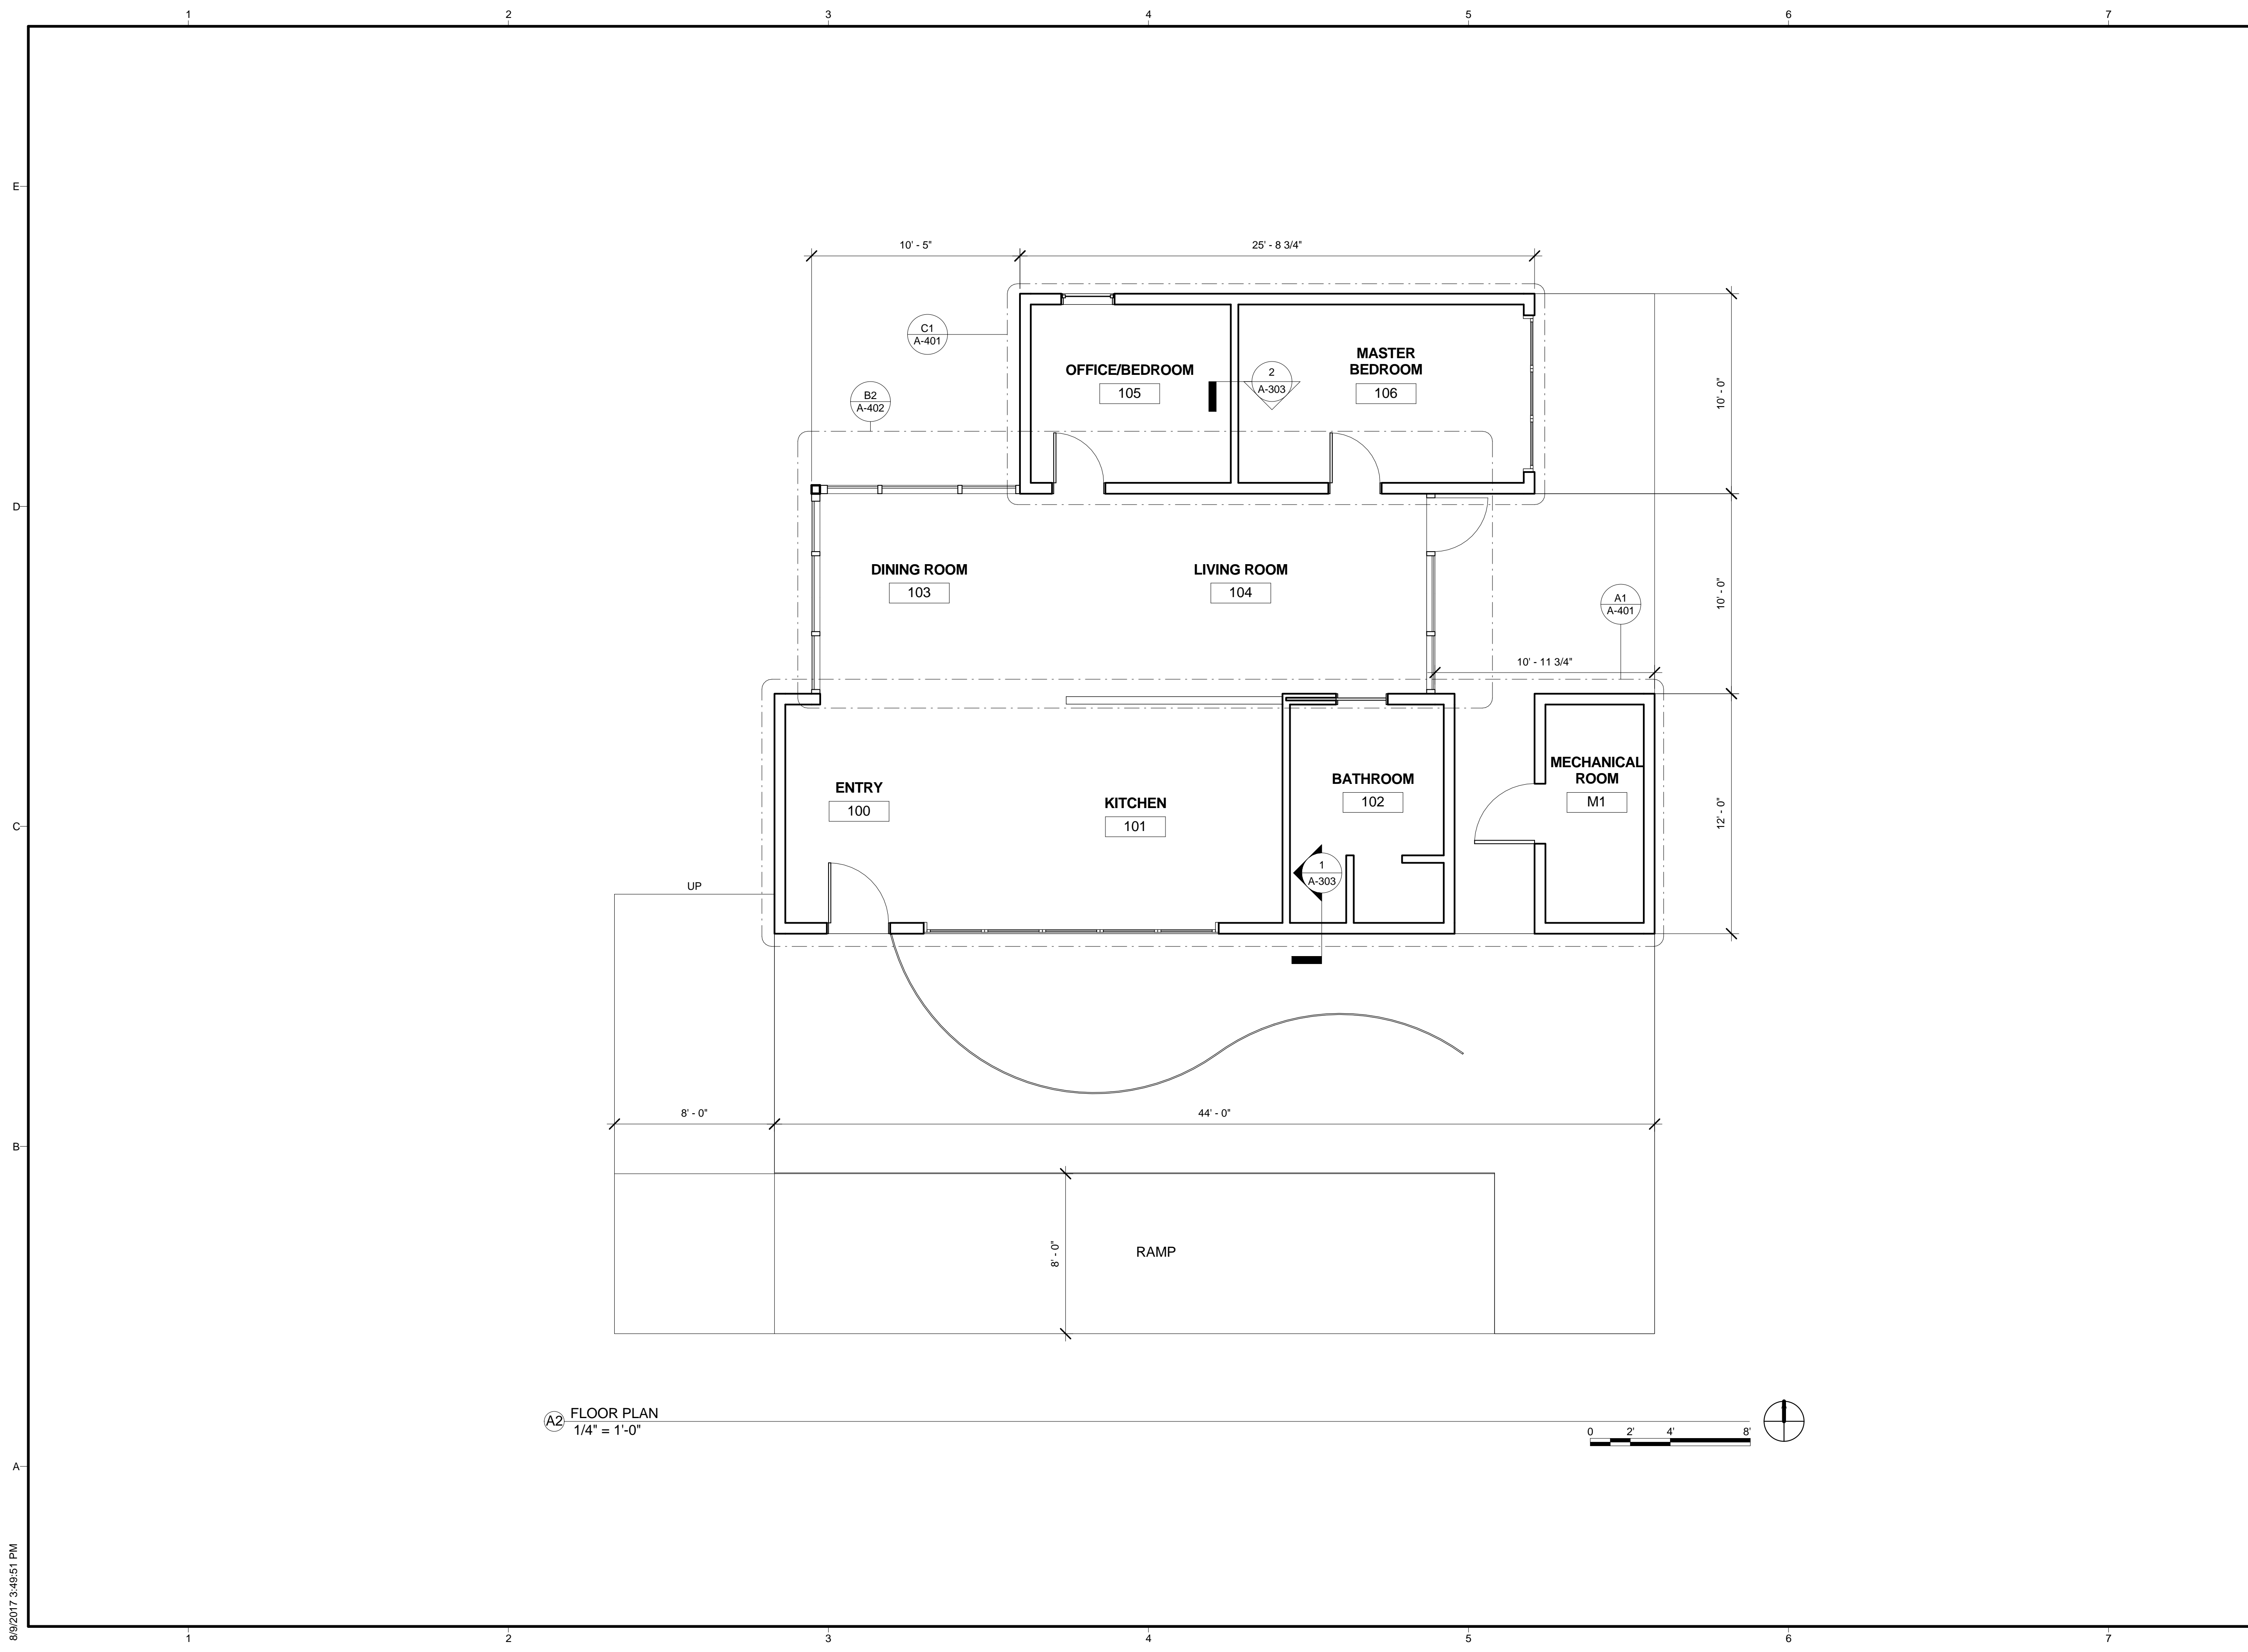 1 2 3 4 5 6 7
E
D
C
B
A
10' - 5"
25' - 8 3/4"
C1
A-401
B2
A-402
OFFICE/BEDROOM
105
2
A-303
MASTER
BEDROOM
106
10' - 0"
DINING ROOM
103
LIVING ROOM
104
10' - 0"
A1
A-401
10' - 11 3/4"
ENTRY
100
KITCHEN
101
BATHROOM
102
MECHANICAL
ROOM
M1
12' - 0"
1
A-303
UP
8' - 0"
44' - 0"
8' - 0"
RAMP
A2
FLOOR PLAN
1/4" = 1'-0"
0 2' 4' 8'
8/9/2017 3:49:51 PM
1 2 3 4 5 6 7